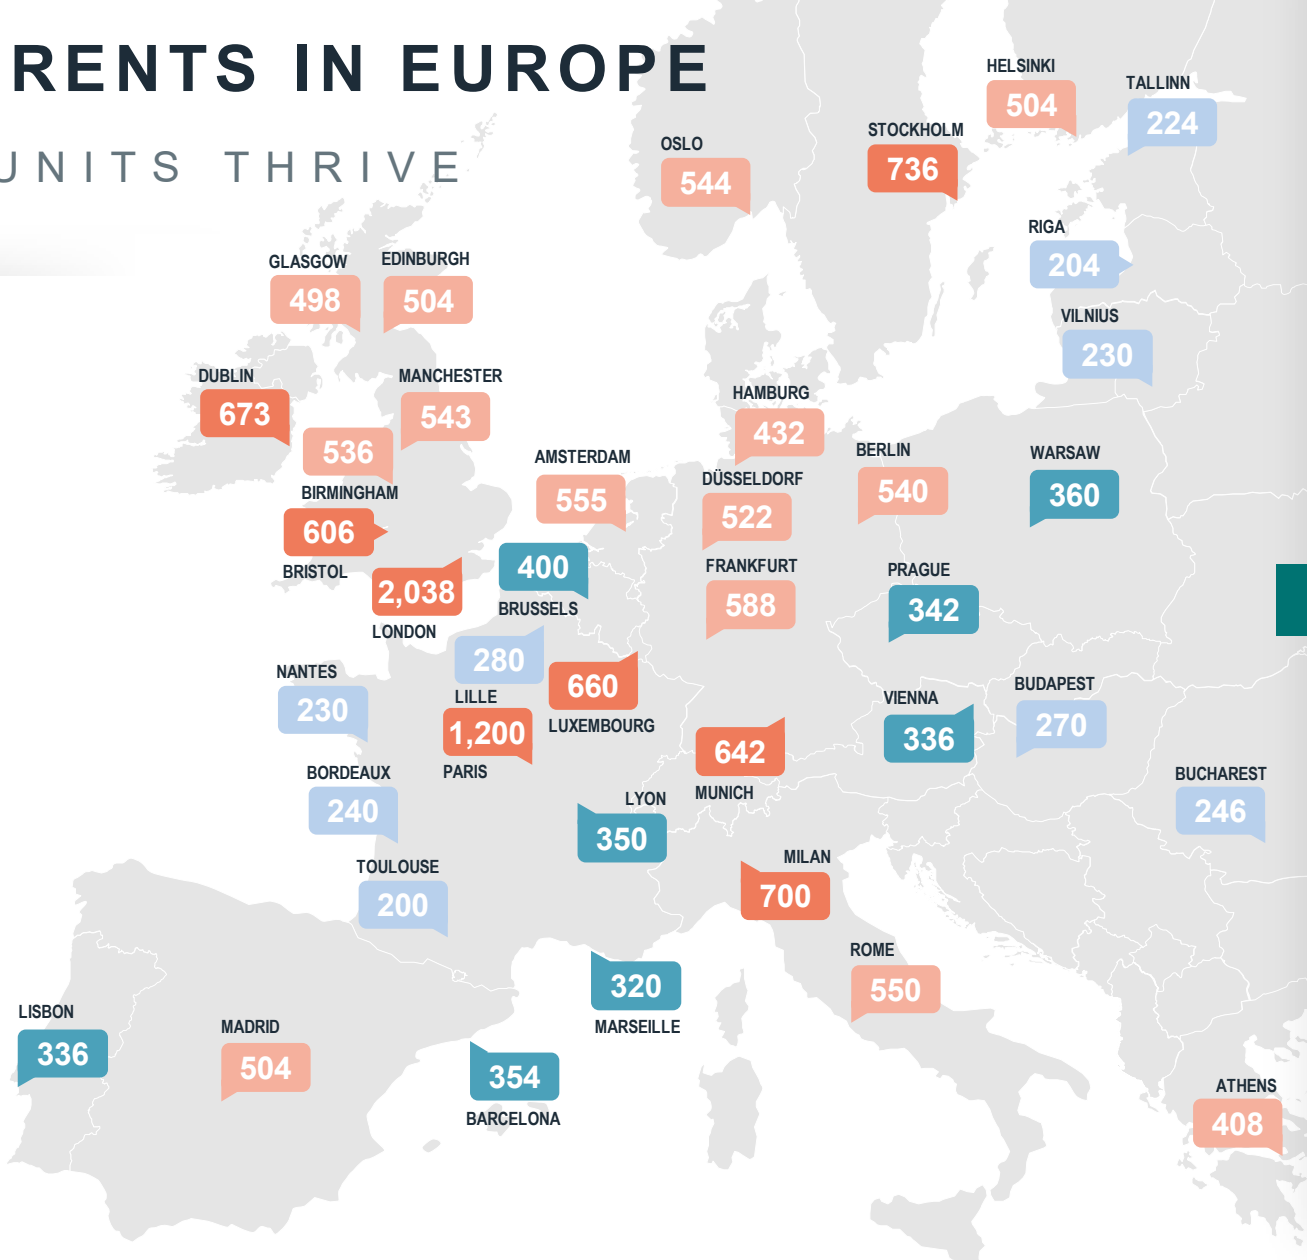 RENTS IN EUROPE
UNITS THRIVE
HELSINKI
504
TALLINN
224
STOCKHOLM
736
OSLO
544
RIGA
204
GLASGOW
498
EDINBURGH
504
VILNIUS
230
DUBLIN
673
MANCHESTER
543
HAMBURG
432
536
BIRMINGHAM
AMSTERDAM
555
BERLIN
540
WARSAW
360
DÜSSELDORF
522
606
BRISTOL
400
BRUSSELS
FRANKFURT
588
PRAGUE
342
2,038
LONDON
280
LILLE
660
LUXEMBOURG
NANTES
230
VIENNA
336
BUDAPEST
270
1,200
PARIS
642
MUNICH
BORDEAUX
240
LYON
350
BUCHAREST
246
TOULOUSE
200
MILAN
700
ROME
550
320
MARSEILLE
LISBON
336
MADRID
504
354
BARCELONA
ATHENS
408